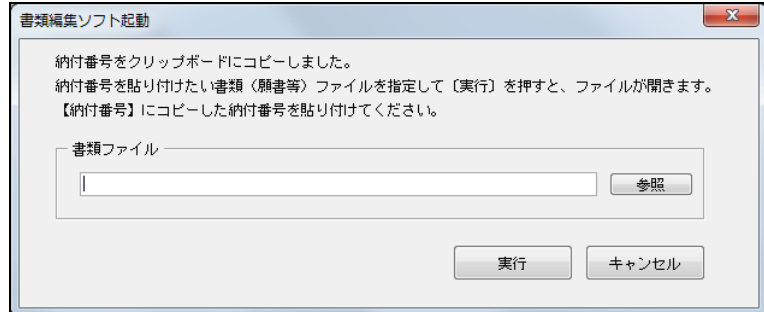 書類編集ソフト起動
納付番号をクリップボードにコピーしました。
納付番号を貼り付けたい書類（願書等）ファイルを指定して〔実行〕を押すと、ファイルが開きます。
【納付番号】にコピーした納付番号を貼り付けてください。
書類ファイル
参照
実行
キャンセル